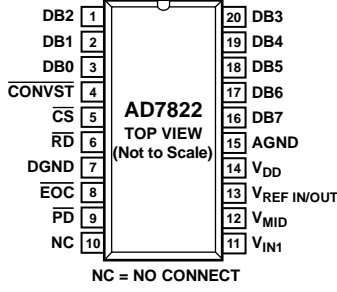 DB2 1 20 DB3
DB1 2 19 DB4
DB0 3 18 DB5
CONVST 4 17 DB6
CS 5 AD7822 16 DB7
RD 6 TOP VIEW 15 AGND
DGND 7 (Not to Scale) 14 VDD
EOC 8 13 VREF IN/OUT
PD 9 12 VMID
NC 10 11 VIN1
NC = NO CONNECT